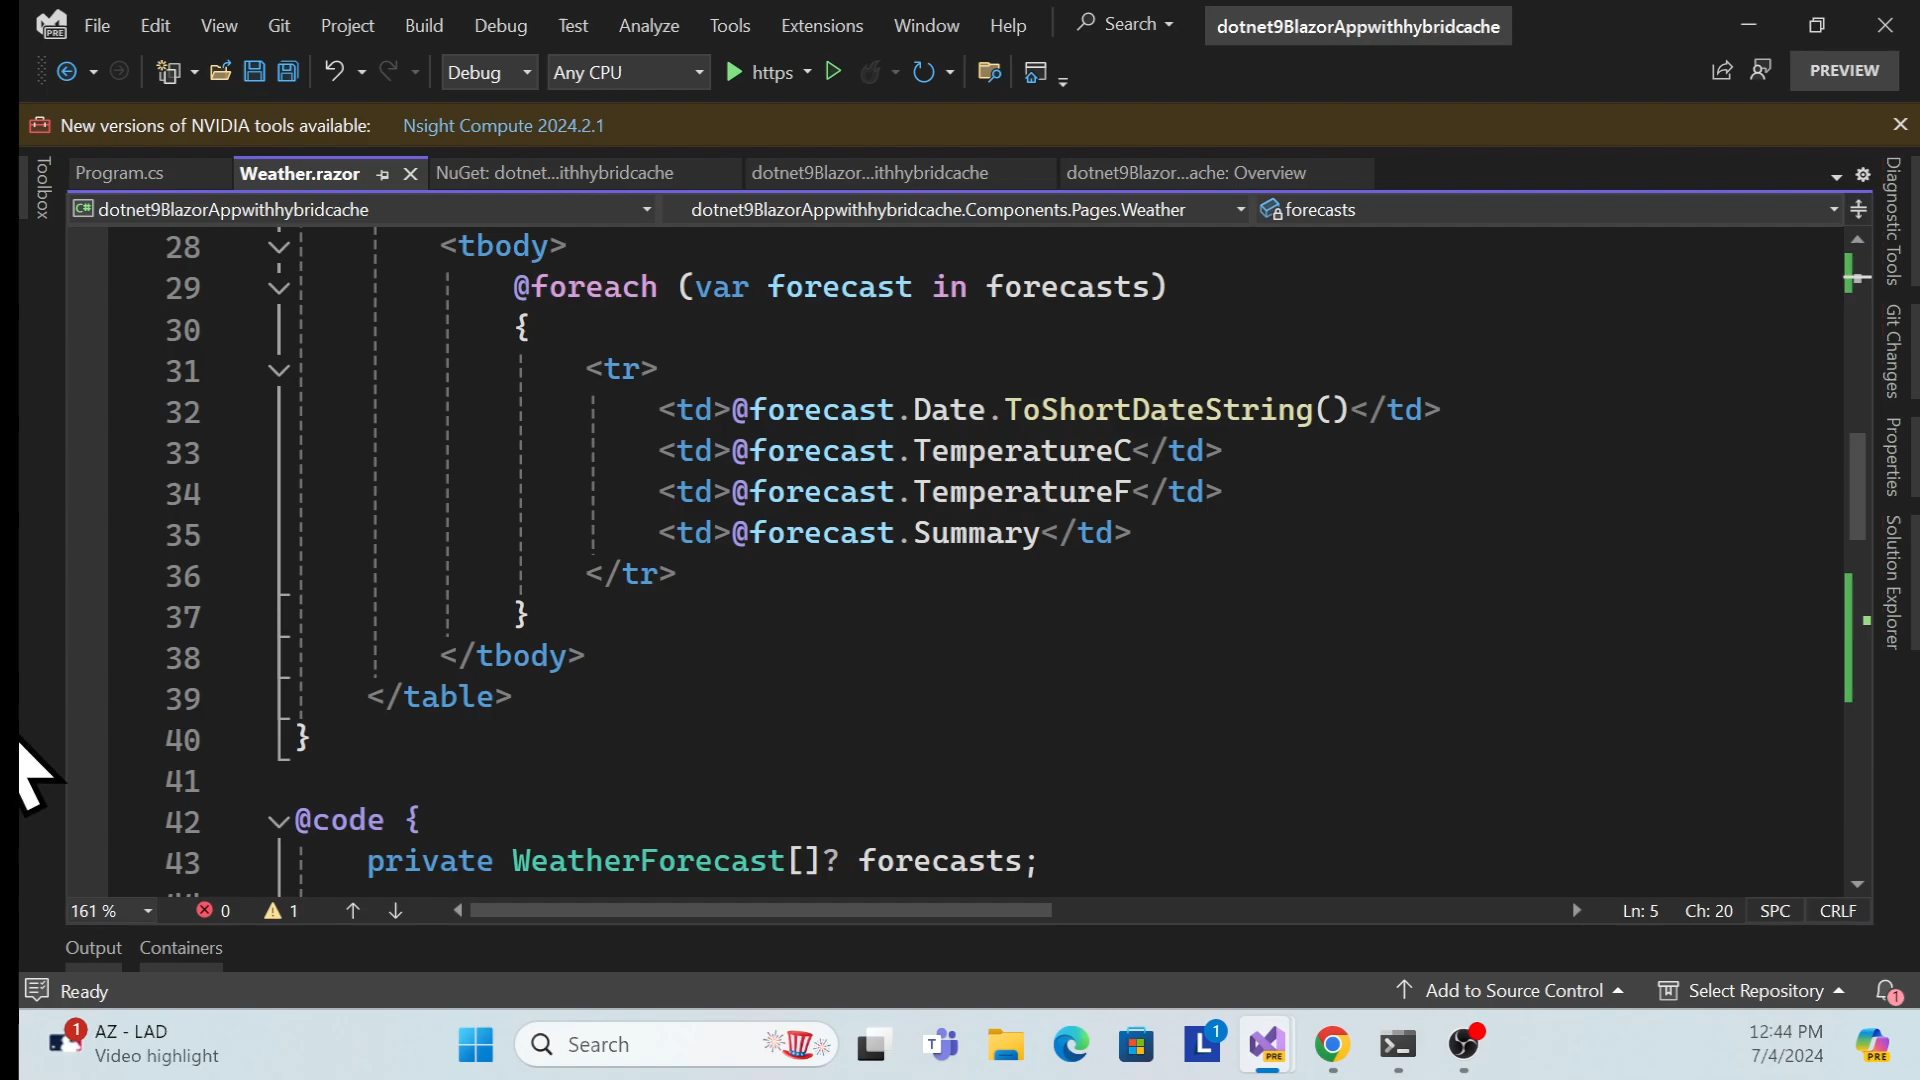 File Edit View Git Project Build Debug Test Analyze Tools Extensions Window Help Search dotnet9BlazorAppwithhybridcache
PRE
Debug Any CPU https PREVIEW
New versions of NVIDIA tools available: Nsight Compute 2024.2.1
Program.cs Weather.razor NuGet: dotnet...ithhybridcache dotnet9Blazor...ithhybridcache dotnet9Blazor...ache: Overview
C# dotnet9BlazorAppwithhybridcache dotnet9BlazorAppwithhybridcache.Components.Pages.Weather forecasts
Toolbox
28 <tbody>
29 @foreach (var forecast in forecasts)
30 {
31 <tr>
32 <td>@forecast.Date.ToShortDateString()</td>
33 <td>@forecast.TemperatureC</td>
34 <td>@forecast.TemperatureF</td>
35 <td>@forecast.Summary</td>
36 </tr>
37 }
38 </tbody>
39 </table>
40 }
41
42 @code {
43 private WeatherForecast[]? forecasts;
Diagnostic Tools
Git Changes
Properties
Solution Explorer
161 % 0 1 Ln: 5 Ch: 20 SPC CRLF
Output Containers
Ready Add to Source Control Select Repository 1
1 AZ - LAD
Video highlight
Search
T
L 1
PRE
12:44 PM
7/4/2024
PRE